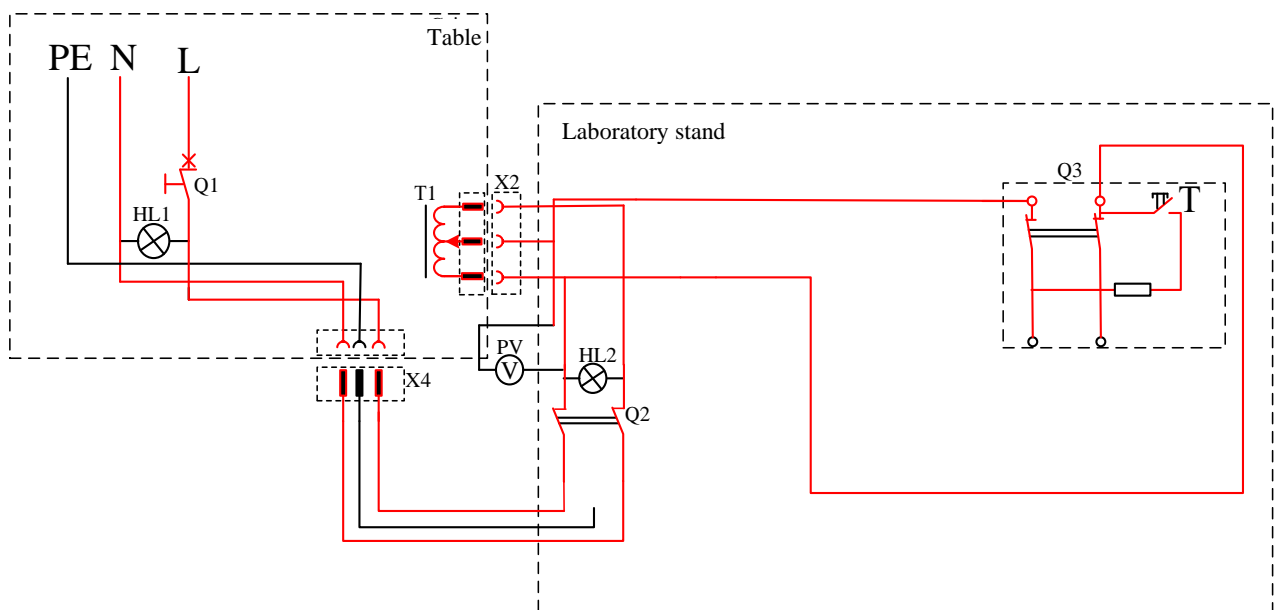 Table
PE N L
Laboratory stand
Q1
HL1
T1
X2
Q3
T
PV
V
HL2
X4
Q2